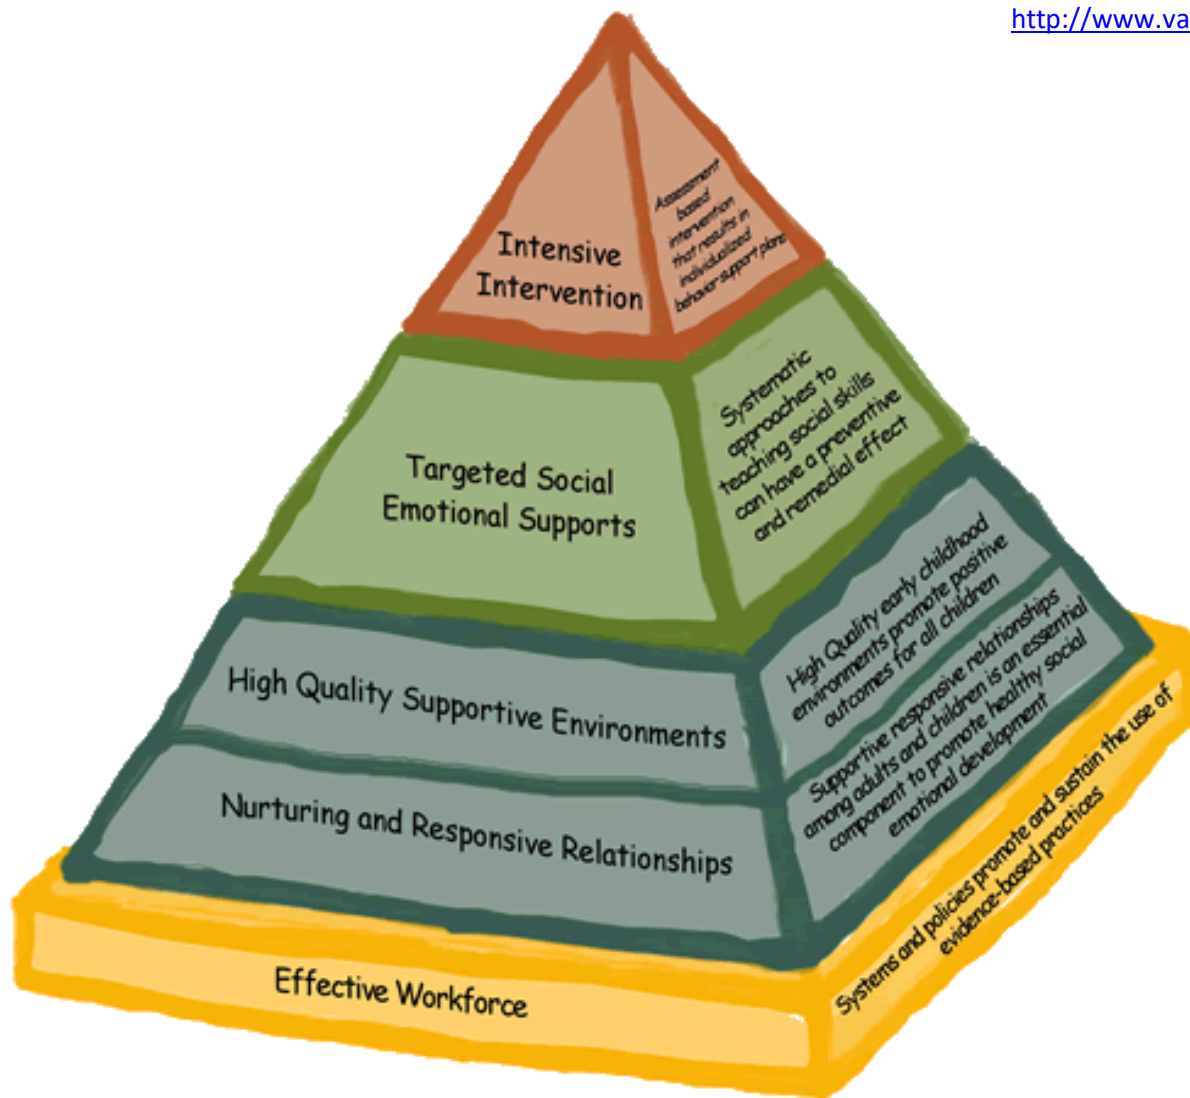 http://www.va
Intensive
Intervention
Assessment
based
intervention
that results in
individualized
behavior support plans
Targeted Social
Emotional Supports
Systematic
approaches to
teaching social skills
can have a preventive
and remedial effect
High Quality Supportive Environments
High Quality early childhood
environments promote positive
outcomes for all children
Nurturing and Responsive Relationships
Supportive responsive relationships
among adults and children is an essential
component to promote healthy social
emotional development
Effective Workforce
Systems and policies promote and sustain the use of
evidence-based practices